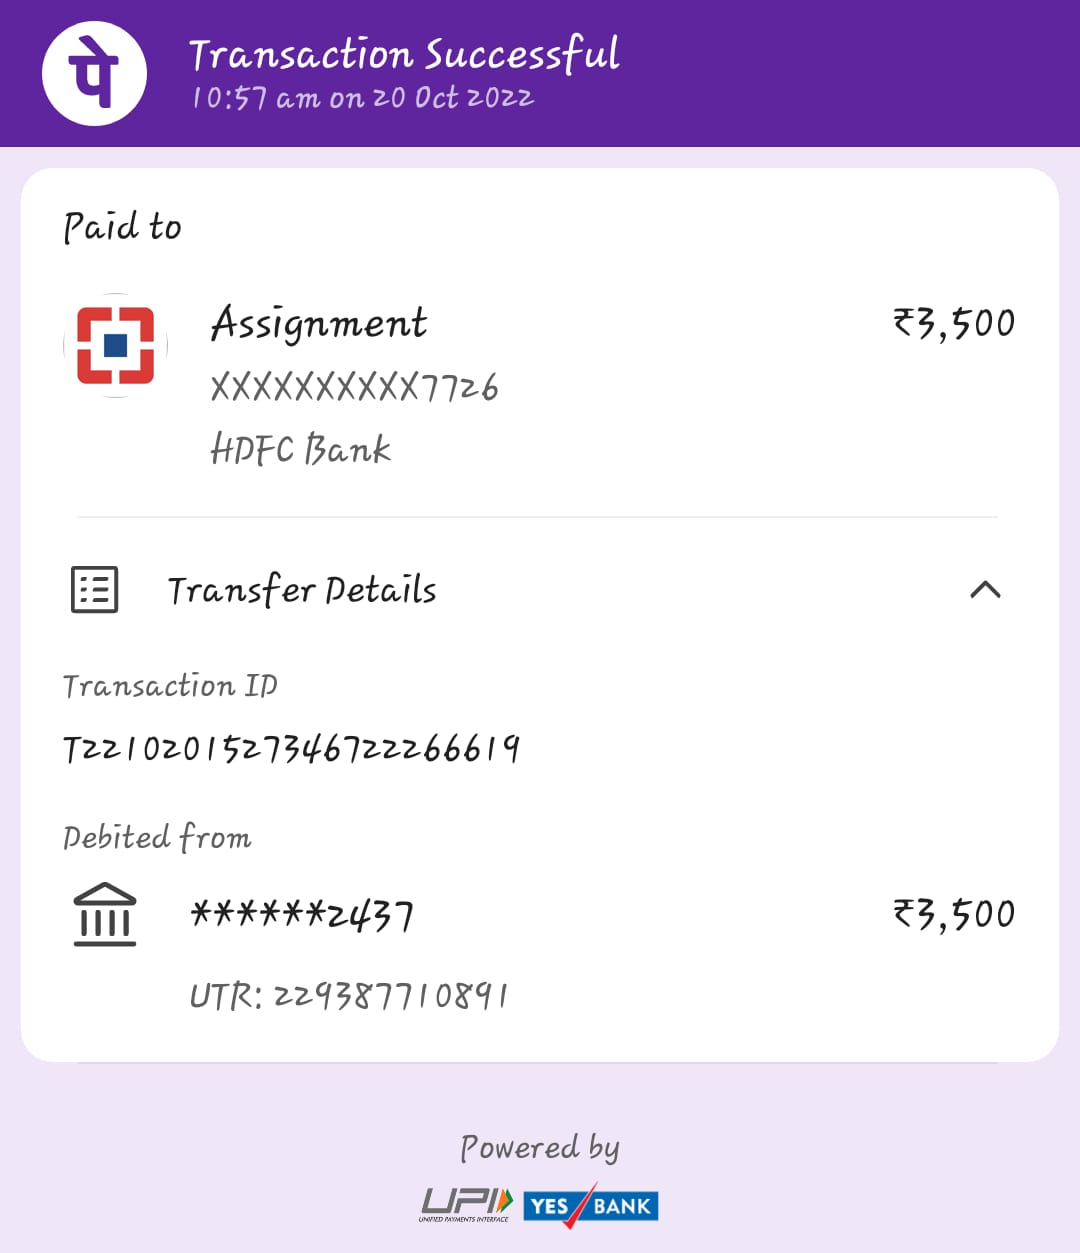 पे
Transaction Successful
10:57 am on 20 Oct 2022
Paid to
Assignment ₹3,500
XXXXXXXXXX7726
HDFC Bank
Transfer Details
Transaction ID
T2210201527346722266619
Debited from
******2437 ₹3,500
UTR: 229387710891
Powered by
UPI YES BANK
UNIFIED PAYMENTS INTERFACE